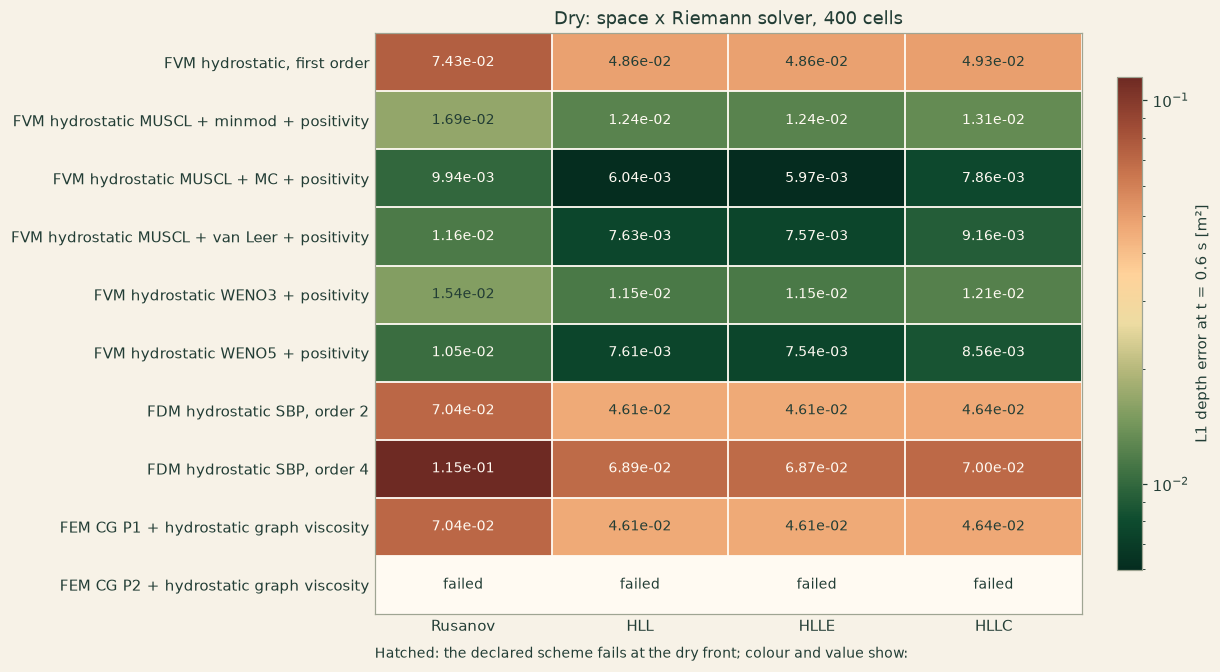 Dry: space x Riemann solver, 400 cells
FVM hydrostatic, first order 7.43e-02 4.86e-02 4.86e-02 4.93e-02
FVM hydrostatic MUSCL + minmod + positivity 1.69e-02 1.24e-02 1.24e-02 1.31e-02
FVM hydrostatic MUSCL + MC + positivity 9.94e-03 6.04e-03 5.97e-03 7.86e-03
FVM hydrostatic MUSCL + van Leer + positivity 1.16e-02 7.63e-03 7.57e-03 9.16e-03
FVM hydrostatic WENO3 + positivity 1.54e-02 1.15e-02 1.15e-02 1.21e-02
FVM hydrostatic WENO5 + positivity 1.05e-02 7.61e-03 7.54e-03 8.56e-03
FDM hydrostatic SBP, order 2 7.04e-02 4.61e-02 4.61e-02 4.64e-02
FDM hydrostatic SBP, order 4 1.15e-01 6.89e-02 6.87e-02 7.00e-02
FEM CG P1 + hydrostatic graph viscosity 7.04e-02 4.61e-02 4.61e-02 4.64e-02
FEM CG P2 + hydrostatic graph viscosity failed failed failed failed
Rusanov HLL HLLE HLLC
Hatched: the declared scheme fails at the dry front; colour and value show:
10⁻¹
10⁻²
L1 depth error at t = 0.6 s [m²]